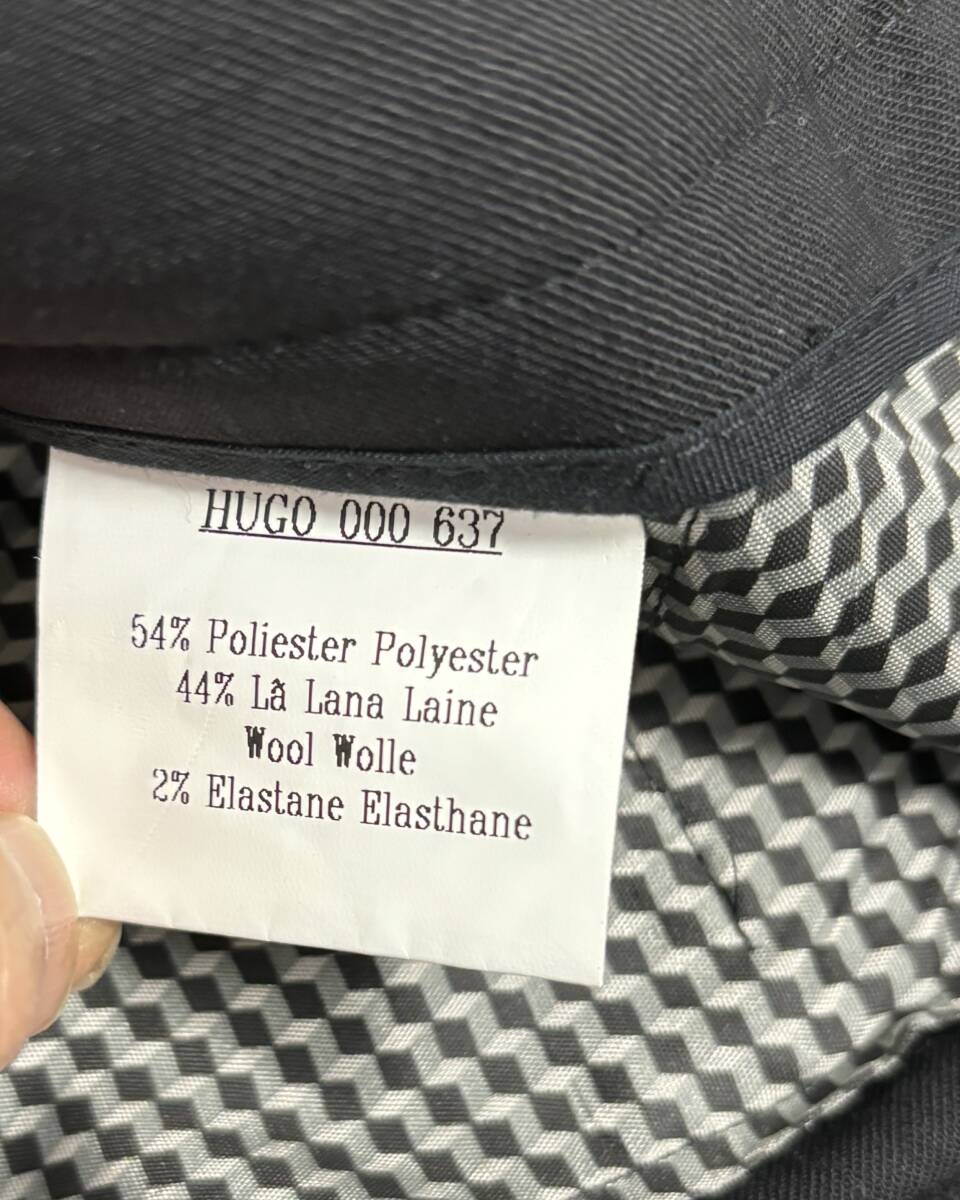 HUGO 000 637
54% Poliester Polyester
44% Lã Lana Laine
Wool Wolle
2% Elastane Elasthane